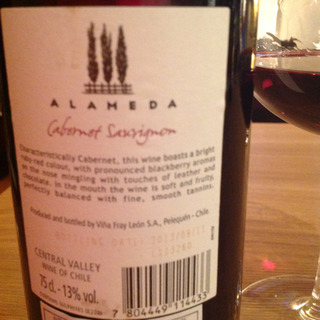 ALAMEDA
Cabernet Sauvignon
Characteristically Cabernet, this wine boasts a bright
ruby-red colour, with pronounced blackberry aromas
on the nose mingling with touches of leather and
chocolate. In the mouth the wine is soft and fruity,
perfectly balanced with fine, smooth tannins.
Produced and bottled by Viña Fray León S.A., Pelequén - Chile.
CENTRAL VALLEY
WINE OF CHILE
75 cl. - 13% vol.
7 804449 114433